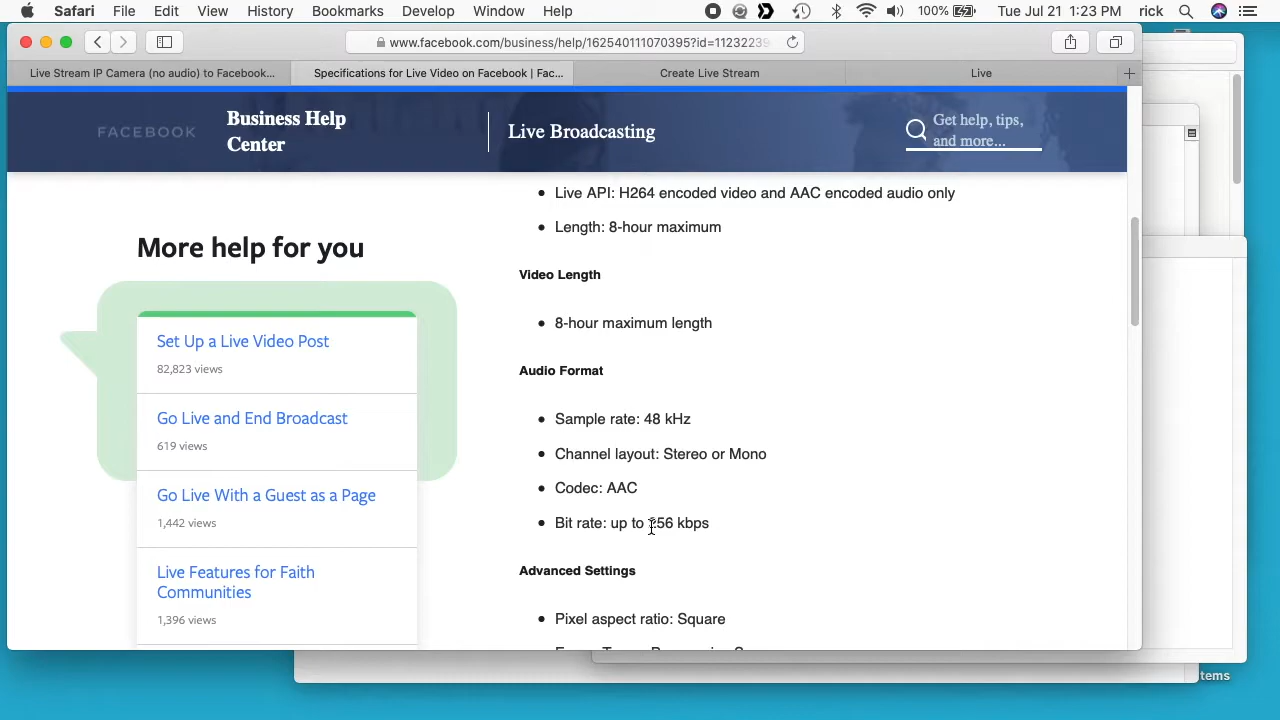 Safari File Edit View History Bookmarks Develop Window Help 100% Tue Jul 21 1:23 PM rick
www.facebook.com/business/help/162540111070395?id=11232239
Live Stream IP Camera (no audio) to Facebook... Specifications for Live Video on Facebook | Fac... Create Live Stream Live
FACEBOOK
Business Help
Center
Live Broadcasting
Get help, tips,
and more...
More help for you
Set Up a Live Video Post
82,823 views
Go Live and End Broadcast
619 views
Go Live With a Guest as a Page
1,442 views
Live Features for Faith
Communities
1,396 views
• Live API: H264 encoded video and AAC encoded audio only
• Length: 8-hour maximum
Video Length
• 8-hour maximum length
Audio Format
• Sample rate: 48 kHz
• Channel layout: Stereo or Mono
• Codec: AAC
• Bit rate: up to 256 kbps
Advanced Settings
• Pixel aspect ratio: Square
tems